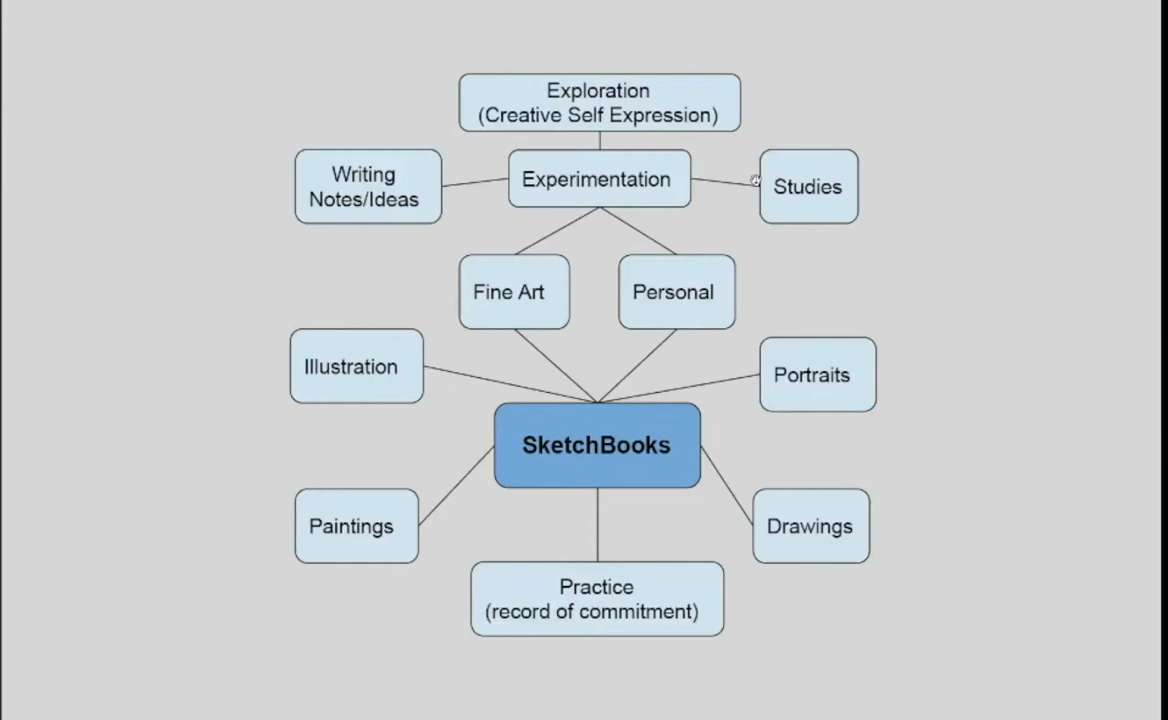 Exploration
(Creative Self Expression)
Writing
Notes/Ideas
Experimentation
Studies
Fine Art
Personal
Illustration
Portraits
SketchBooks
Paintings
Drawings
Practice
(record of commitment)